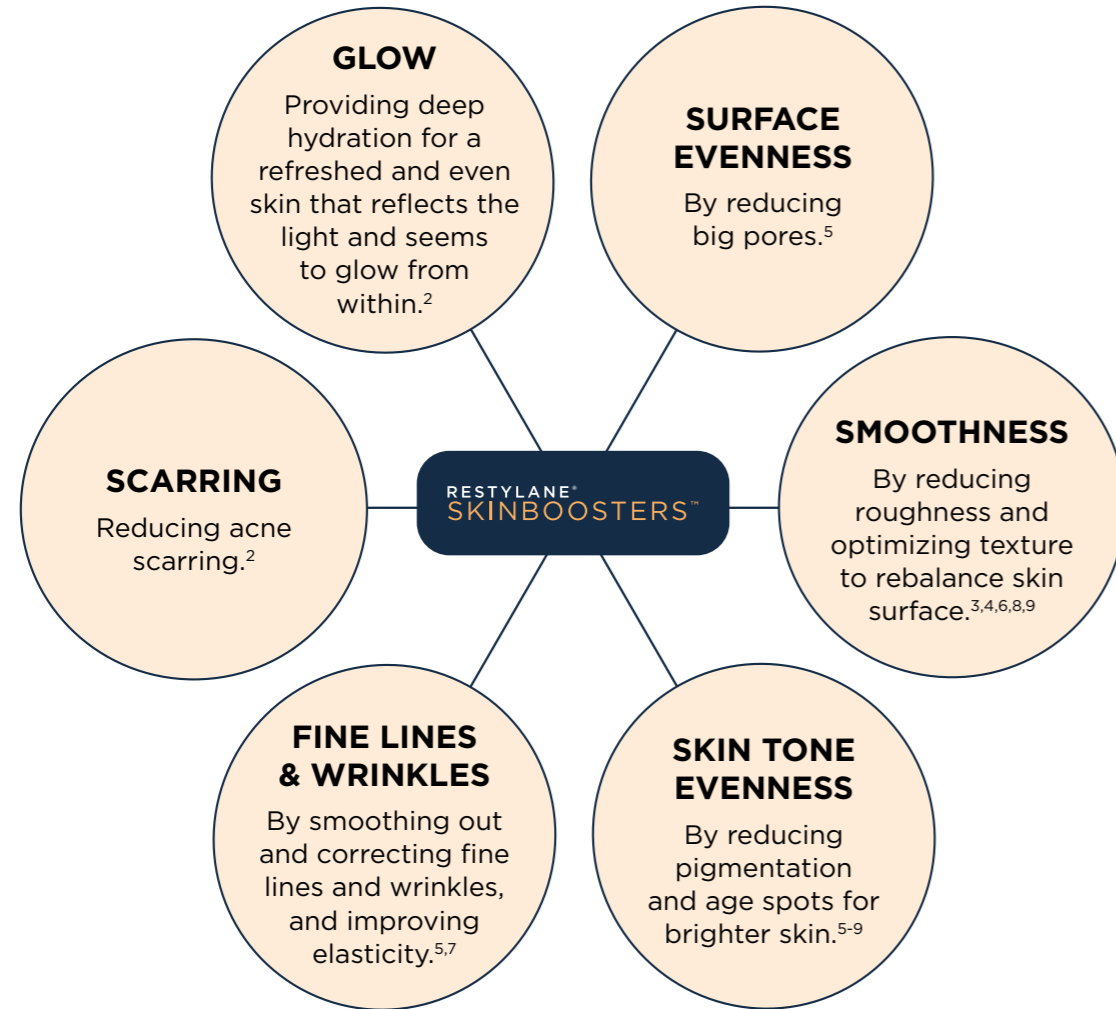 GLOW
Providing deep
hydration for a
refreshed and even
skin that reflects the
light and seems
to glow from
within.²
SURFACE
EVENNESS
By reducing
big pores.⁵
SCARRING
Reducing acne
scarring.²
RESTYLANE®
SKINBOOSTERS™
SMOOTHNESS
By reducing
roughness and
optimizing texture
to rebalance skin
surface.³,⁴,⁶,⁸,⁹
FINE LINES
& WRINKLES
By smoothing out
and correcting fine
lines and wrinkles,
and improving
elasticity.⁵,⁷
SKIN TONE
EVENNESS
By reducing
pigmentation
and age spots for
brighter skin.⁵-⁹